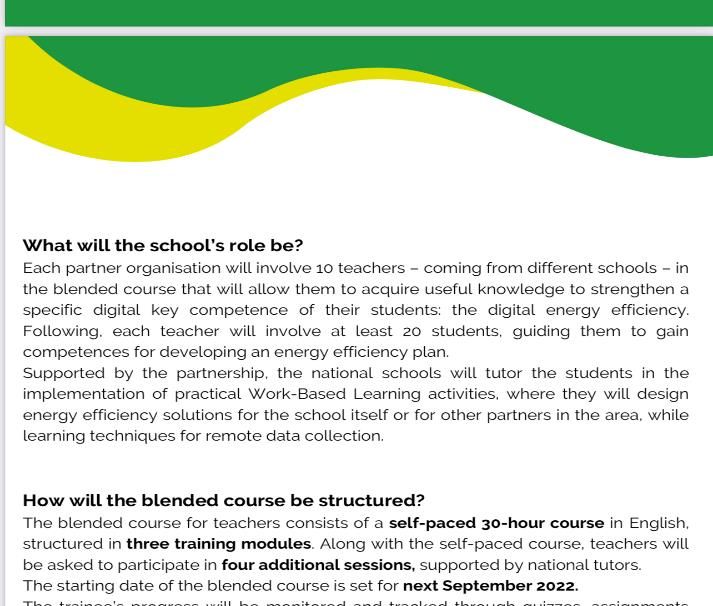 What will the school's role be?
Each partner organisation will involve 10 teachers – coming from different schools – in
the blended course that will allow them to acquire useful knowledge to strengthen a
specific digital key competence of their students: the digital energy efficiency.
Following, each teacher will involve at least 20 students, guiding them to gain
competences for developing an energy efficiency plan.
Supported by the partnership, the national schools will tutor the students in the
implementation of practical Work-Based Learning activities, where they will design
energy efficiency solutions for the school itself or for other partners in the area, while
learning techniques for remote data collection.
How will the blended course be structured?
The blended course for teachers consists of a self-paced 30-hour course in English,
structured in three training modules. Along with the self-paced course, teachers will
be asked to participate in four additional sessions, supported by national tutors.
The starting date of the blended course is set for next September 2022.
The trainee's progress will be monitored and tracked through quizzes, assignments